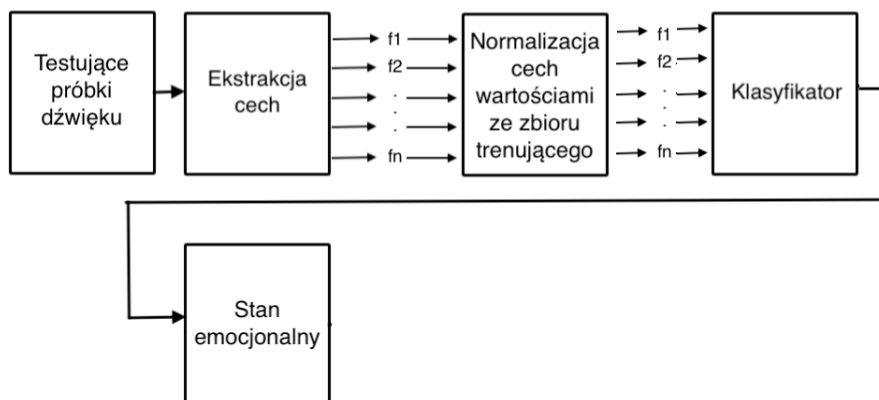 Testujące
próbki
dźwięku
Ekstrakcja
cech
f1
f2
.
.
.
fn
Normalizacja
cech
wartościami
ze zbioru
trenującego
f1
f2
.
.
.
fn
Klasyfikator
Stan
emocjonalny